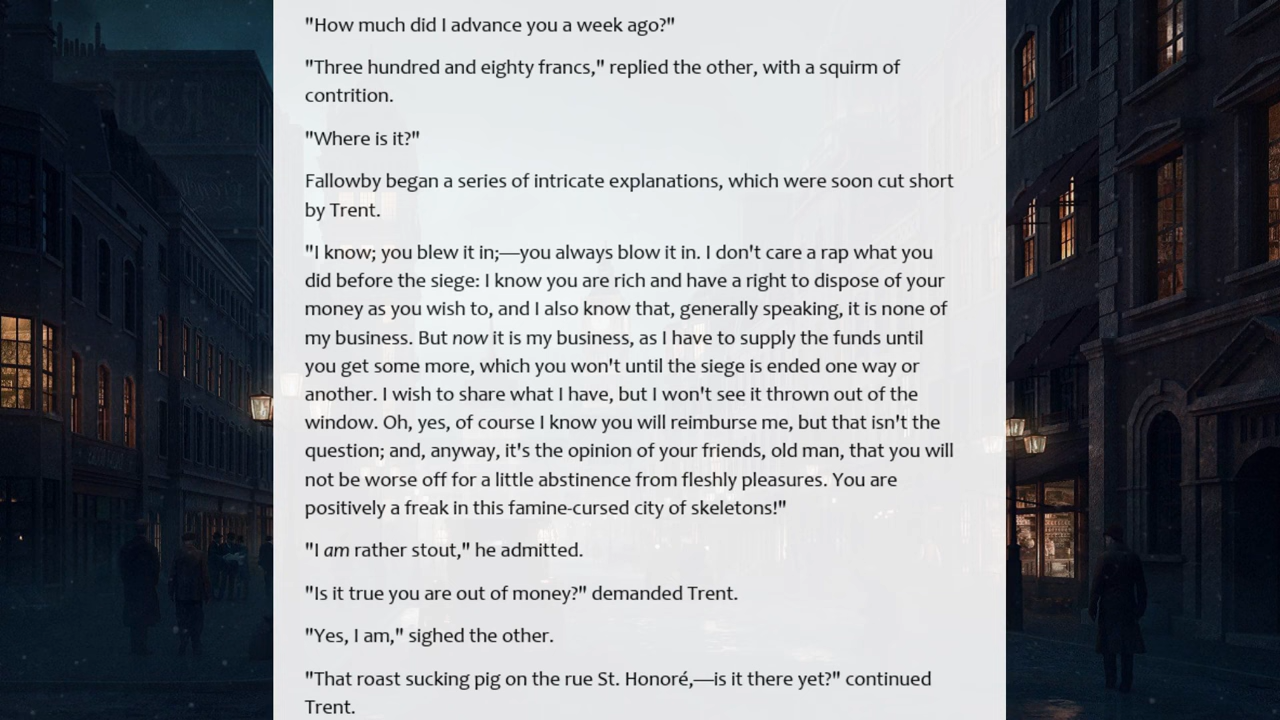 "How much did I advance you a week ago?"
"Three hundred and eighty francs," replied the other, with a squirm of
contrition.
"Where is it?"
Fallowby began a series of intricate explanations, which were soon cut short
by Trent.
"I know; you blew it in;—you always blow it in. I don't care a rap what you
did before the siege: I know you are rich and have a right to dispose of your
money as you wish to, and I also know that, generally speaking, it is none of
my business. But now it is my business, as I have to supply the funds until
you get some more, which you won't until the siege is ended one way or
another. I wish to share what I have, but I won't see it thrown out of the
window. Oh, yes, of course I know you will reimburse me, but that isn't the
question; and, anyway, it's the opinion of your friends, old man, that you will
not be worse off for a little abstinence from fleshly pleasures. You are
positively a freak in this famine-cursed city of skeletons!"
"I am rather stout," he admitted.
"Is it true you are out of money?" demanded Trent.
"Yes, I am," sighed the other.
"That roast sucking pig on the rue St. Honoré,—is it there yet?" continued
Trent.